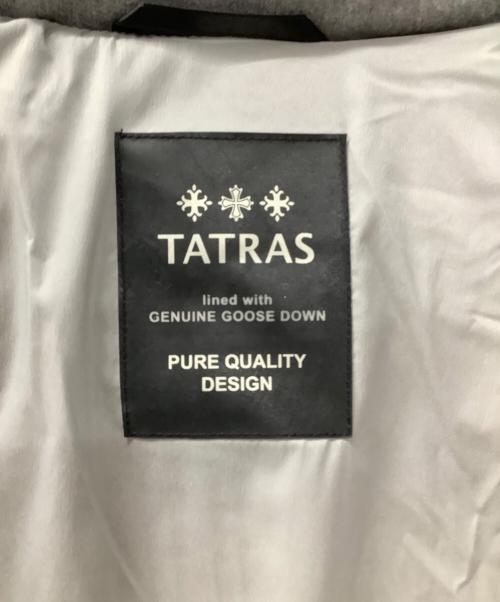 TATRAS
lined with
GENUINE GOOSE DOWN
PURE QUALITY
DESIGN